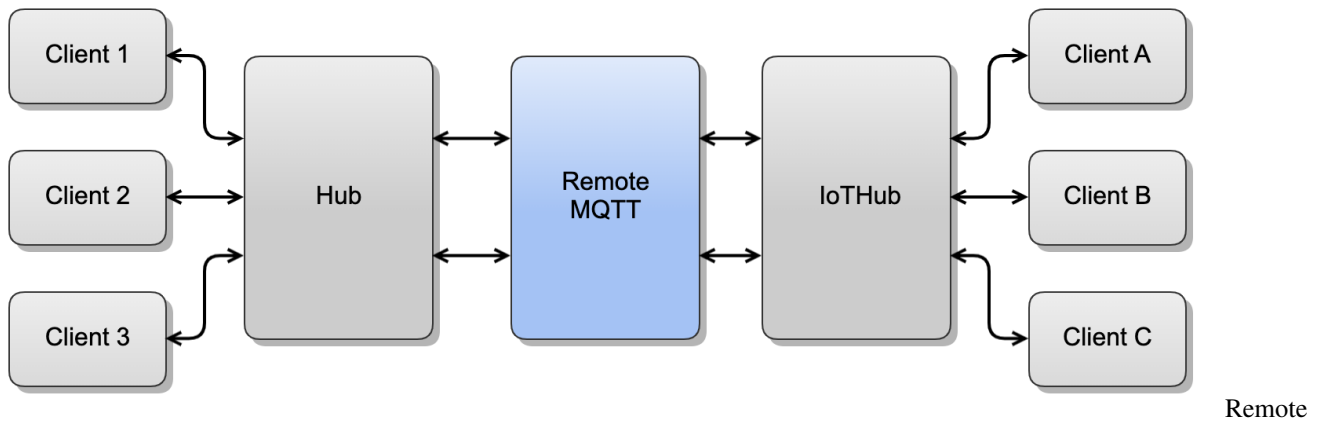 Client 1
Client 2
Client 3
Hub
Remote
MQTT
IoTHub
Client A
Client B
Client C
Remote